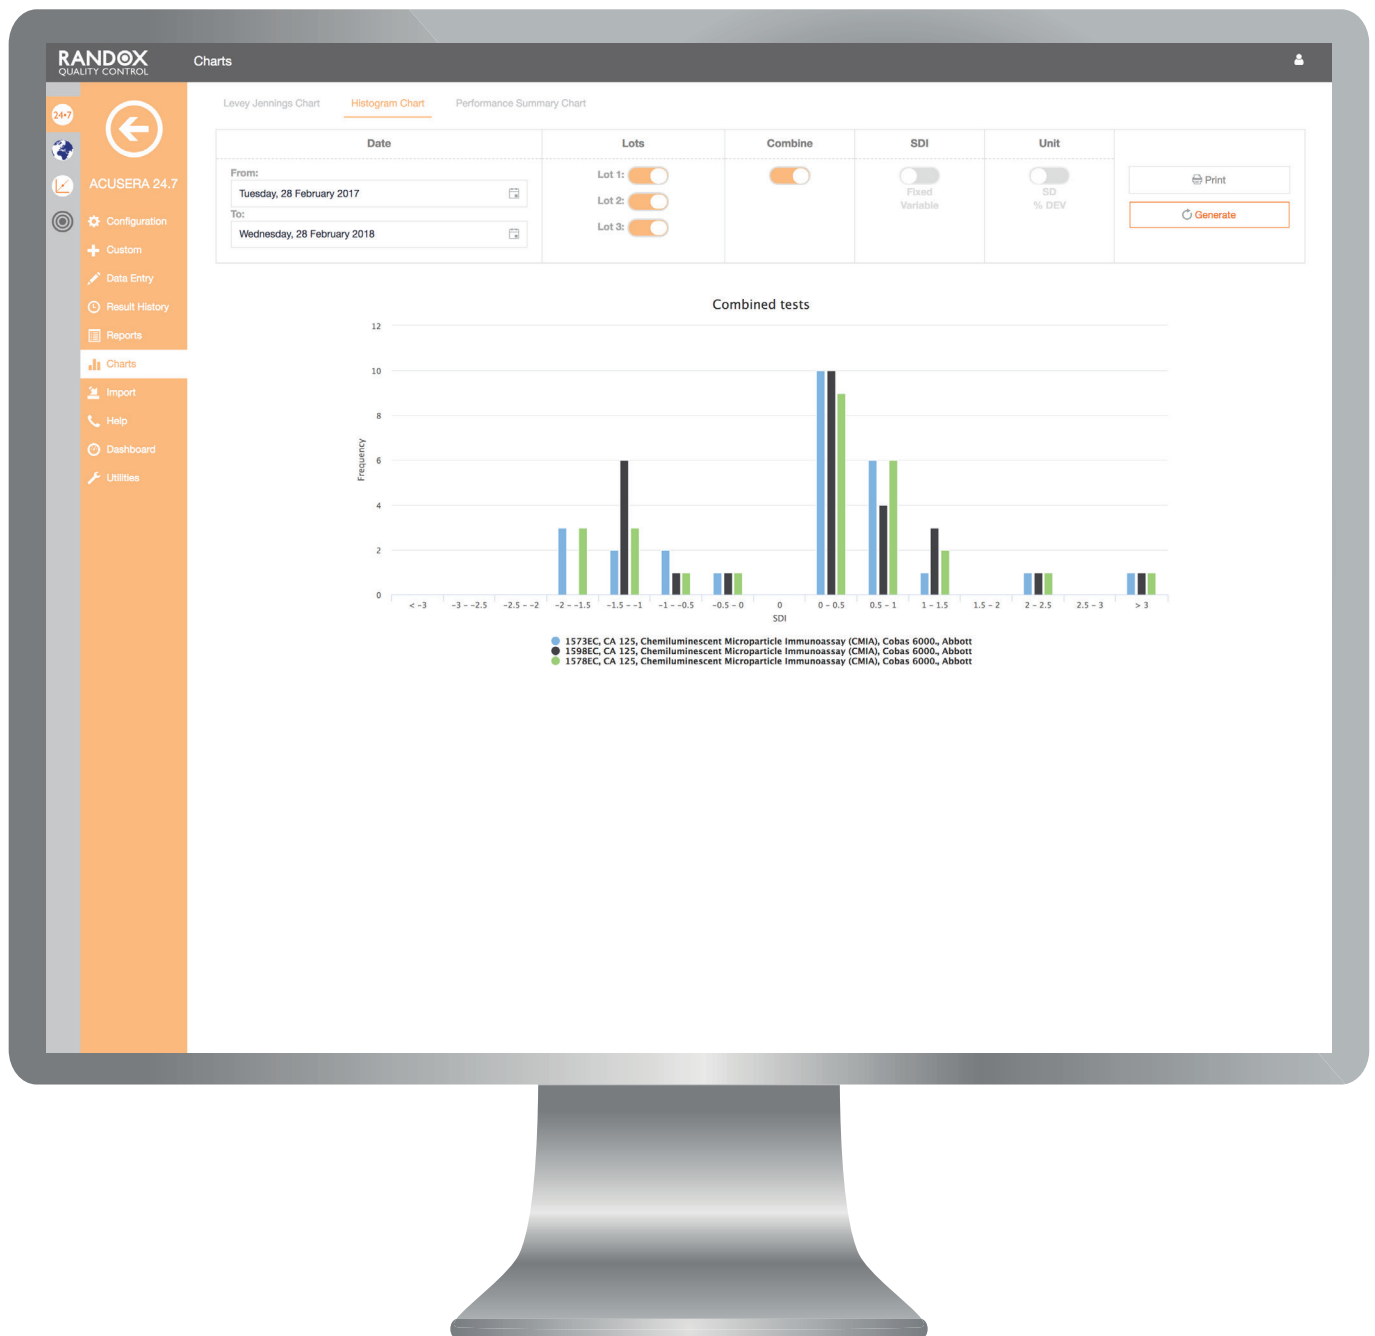 RANDOX
QUALITY CONTROL
Charts
24•7
ACUSERA 24.7
Configuration
Custom
Data Entry
Result History
Reports
Charts
Import
Help
Dashboard
Utilities
Levey Jennings Chart Histogram Chart Performance Summary Chart
Date Lots Combine SDI Unit
From:
Tuesday, 28 February 2017
To:
Wednesday, 28 February 2018
Lot 1:
Lot 2:
Lot 3:
Fixed
Variable
SD
% DEV
Print
Generate
Combined tests
Frequency
12
10
8
6
4
2
0
< -3 -3 - -2.5 -2.5 - -2 -2 - -1.5 -1.5 - -1 -1 - -0.5 -0.5 - 0 0 0 - 0.5 0.5 - 1 1 - 1.5 1.5 - 2 2 - 2.5 2.5 - 3 > 3
SDI
1573EC, CA 125, Chemiluminescent Microparticle Immunoassay (CMIA), Cobas 6000., Abbott
1598EC, CA 125, Chemiluminescent Microparticle Immunoassay (CMIA), Cobas 6000., Abbott
1578EC, CA 125, Chemiluminescent Microparticle Immunoassay (CMIA), Cobas 6000., Abbott